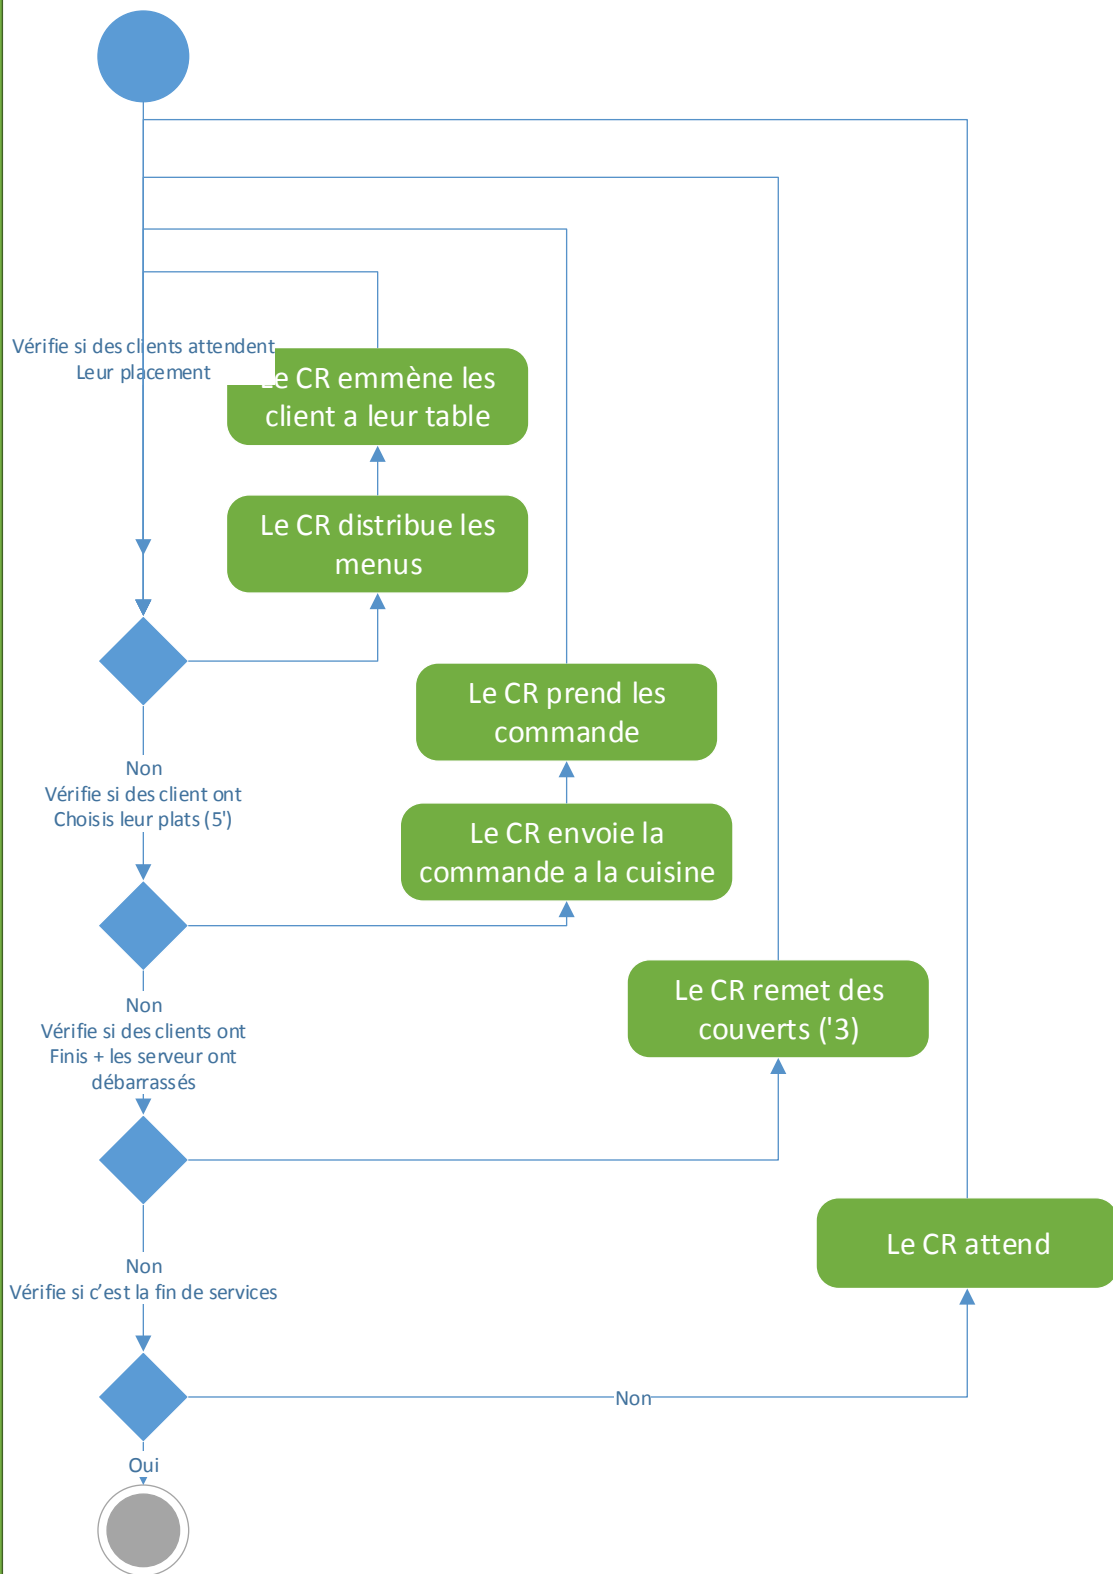 Vérifie si des clients attendent
Leur placement
Le CR emmène les
client a leur table
Le CR distribue les
menus
Le CR prend les
commande
Non
Vérifie si des client ont
Choisis leur plats (5')
Le CR envoie la
commande a la cuisine
Le CR remet des
couverts ('3)
Non
Vérifie si des clients ont
Finis + les serveur ont
débarrassés
Le CR attend
Non
Vérifie si c’est la fin de services
Non
Oui